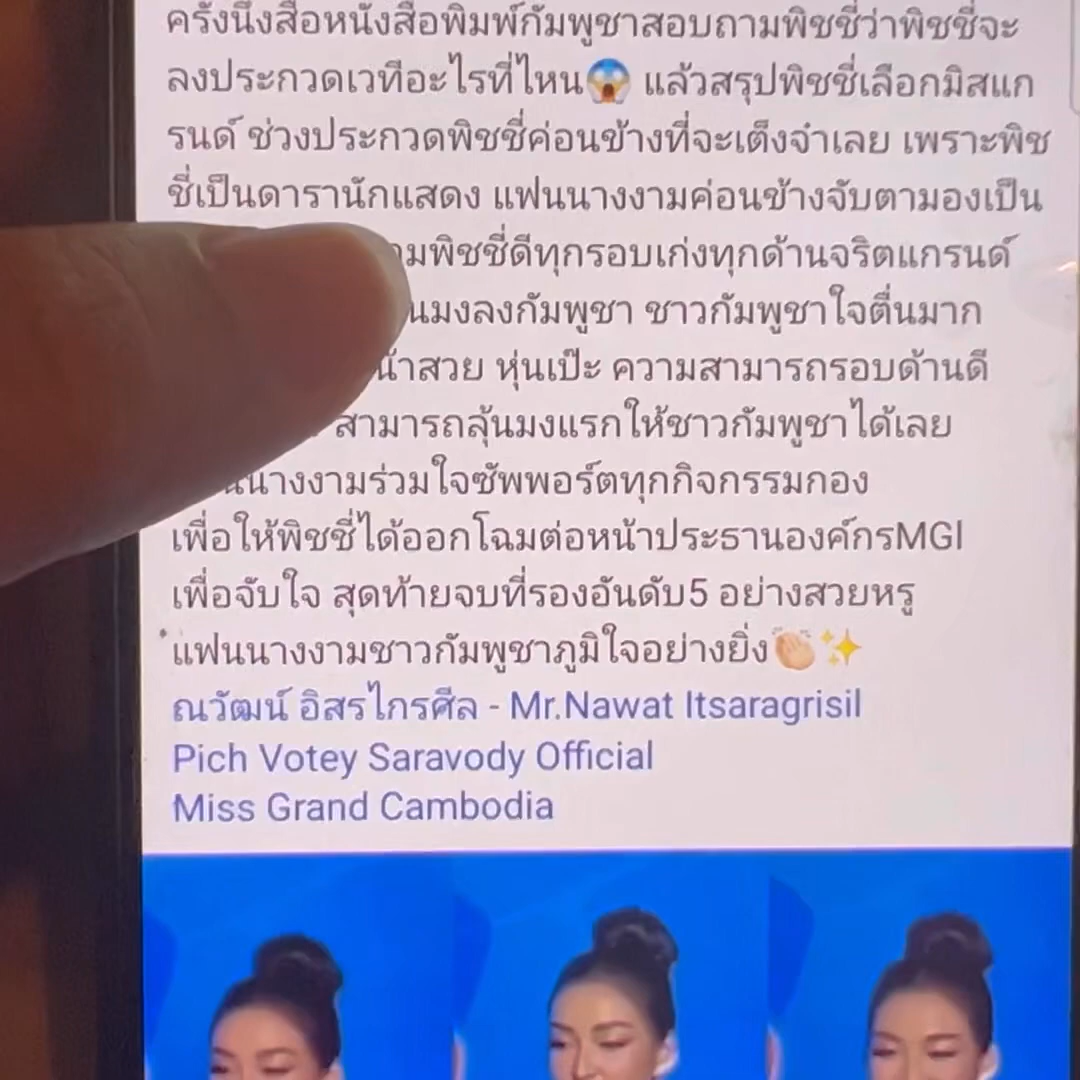 ครั้งนึงสื่อหนังสือพิมพ์กัมพูชาสอบถามพิชชี่ว่าพิชชี่จะ
ลงประกวดเวทีอะไรที่ไหน😱 แล้วสรุปพิชชี่เลือกมิสแก
รนด์ ช่วงประกวดพิชชี่ค่อนข้างที่จะเต็งจ๋าเลย เพราะพิช
ชี่เป็นดารานักแสดง แฟนนางงามค่อนข้างจับตามองเป็น
พิชชี่ดีทุกรอบเก่งทุกด้านจริตแกรนด์
มงลงกัมพูชา ชาวกัมพูชาใจตื่นมาก
สวย หุ่นเป๊ะ ความสามารถรอบด้านดี
สามารถลุ้นมงแรกให้ชาวกัมพูชาได้เลย
นางงามร่วมใจซัพพอร์ตทุกกิจกรรมกอง
เพื่อให้พิชชี่ได้ออกโฉมต่อหน้าประธานองค์กรMGI
เพื่อจับใจ สุดท้ายจบที่รองอันดับ5 อย่างสวยหรู
แฟนนางงามชาวกัมพูชาภูมิใจอย่างยิ่ง👏🏻✨
ณวัฒน์ อิสรไกรศีล - Mr.Nawat Itsaragrisil
Pich Votey Saravody Official
Miss Grand Cambodia